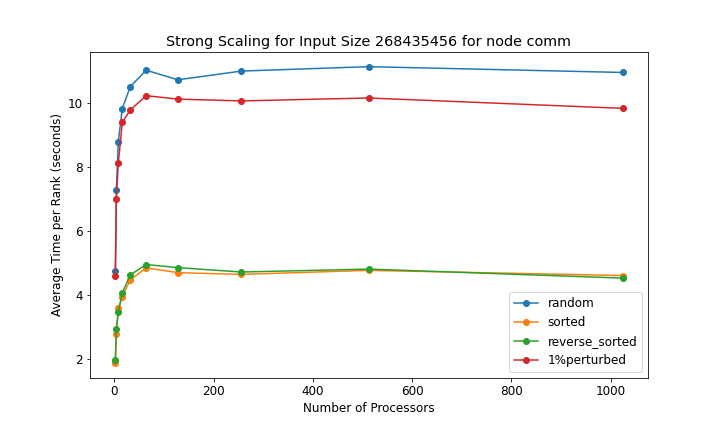 Strong Scaling for Input Size 268435456 for node comm
Average Time per Rank (seconds)
10
8
6
4
2
0
200
400
600
800
1000
Number of Processors
random
sorted
reverse_sorted
1%perturbed